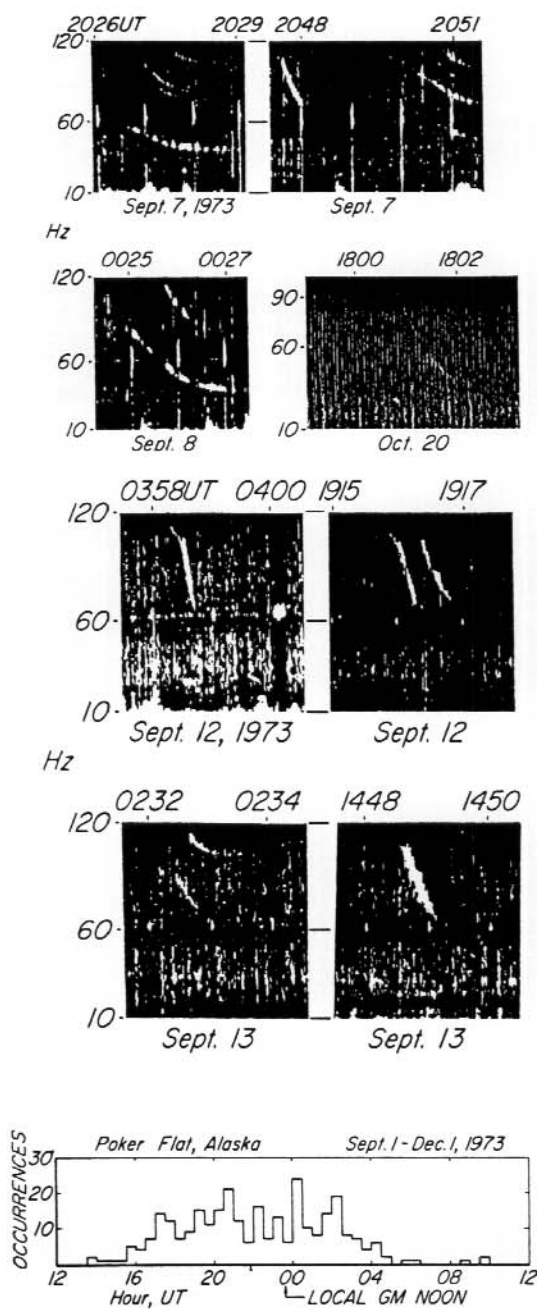 2026UT 2029 2048 2051
120
60
10
Sept. 7, 1973 Sept. 7
Hz
0025 0027 1800 1802
120 90
60 60
10 10
Sept. 8 Oct. 20
0358UT 0400 1915 1917
120
60
10
Sept. 12, 1973 Sept. 12
Hz
0232 0234 1448 1450
120
60
10
Sept. 13 Sept. 13
Poker Flat, Alaska Sept. 1 - Dec. 1, 1973
OCCURRENCES
30
20
10
12 16 20 00 04 08 12
Hour, UT LOCAL GM NOON